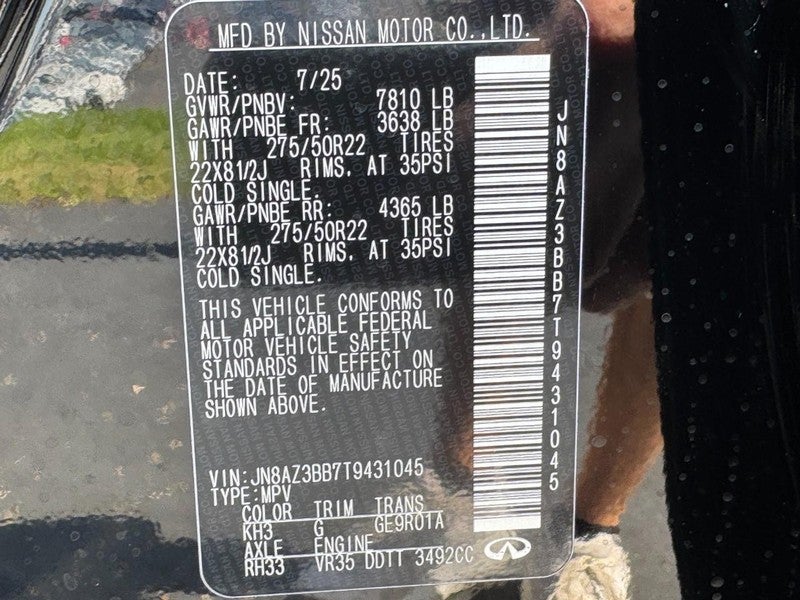 MFD BY NISSAN MOTOR CO.,LTD.
DATE: 7/25
GVWR/PNBV: 7810 LB
GAWR/PNBE FR: 3638 LB
WITH 275/50R22 TIRES
22X81/2J RIMS. AT 35PSI
COLD SINGLE.
GAWR/PNBE RR: 4365 LB
WITH 275/50R22 TIRES
22X81/2J RIMS. AT 35PSI
COLD SINGLE.
THIS VEHICLE CONFORMS TO
ALL APPLICABLE FEDERAL
MOTOR VEHICLE SAFETY
STANDARDS IN EFFECT ON
THE DATE OF MANUFACTURE
SHOWN ABOVE.
VIN:JN8AZ3BB7T9431045
TYPE:MPV
COLOR TRIM TRANS
KH3 G GE9R01A
AXLE ENGINE
RH33 VR35 DDTT 3492CC
JN8AZ3BB7T9431045